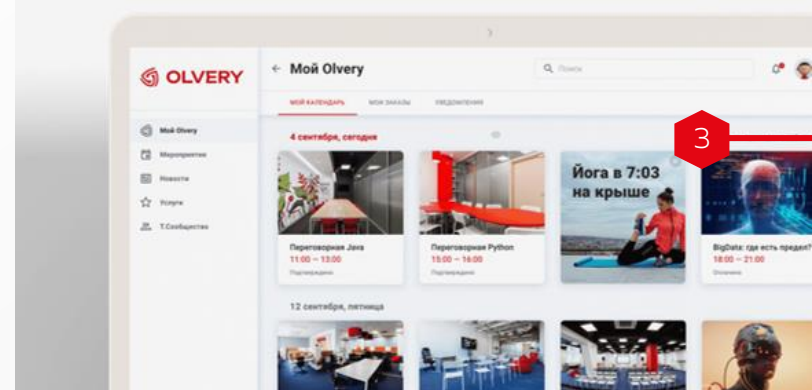 OLVERY
← Мой Olvery
Поиск
МОЙ КАЛЕНДАРЬ МОИ ЗАКАЗЫ УВЕДОМЛЕНИЯ
3
Мой Olvery
Мероприятия
Новости
Услуги
Т.Сообщество
4 сентября, сегодня
Йога в 7:03
на крыше
Переговорная Java
11:00 — 13:00
Подтверждено
Переговорная Python
15:00 — 16:00
Подтверждено
BigData: где есть предел?
18:00 — 21:00
Оплачено
12 сентября, пятница